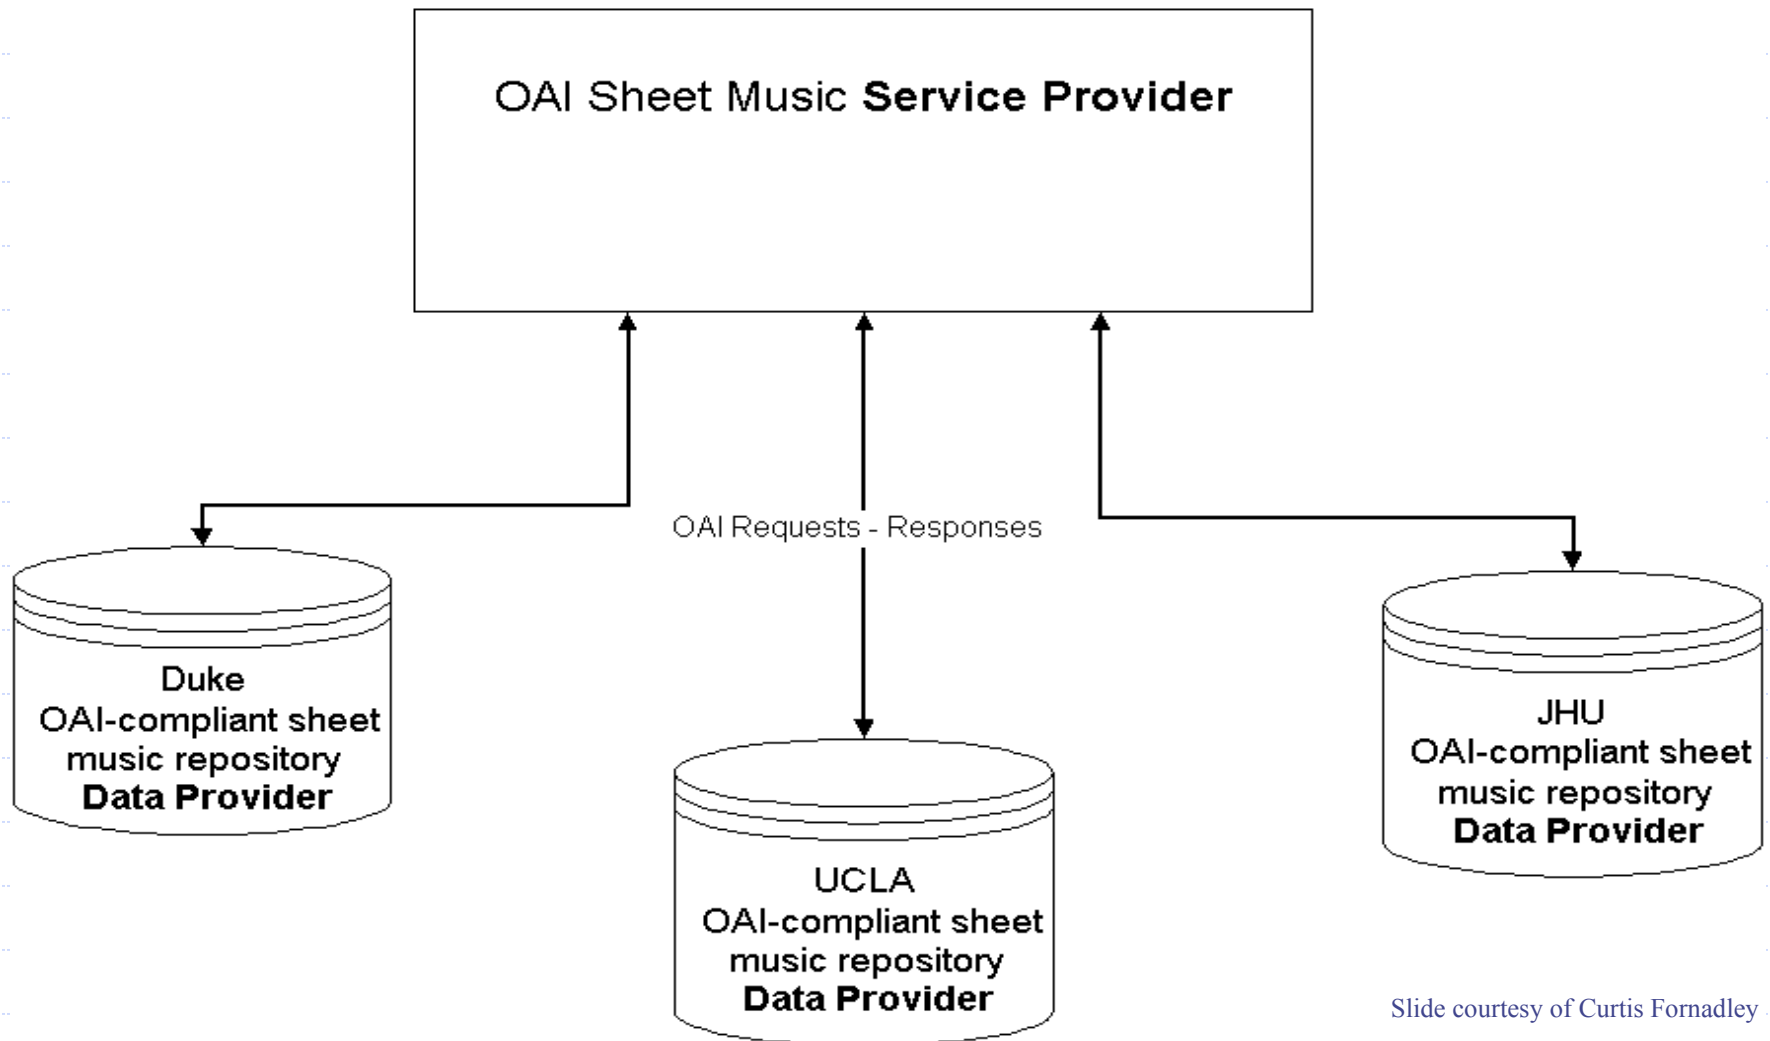 OAI Sheet Music Service Provider
OAI Requests - Responses
Duke
OAI-compliant sheet
music repository
Data Provider
UCLA
OAI-compliant sheet
music repository
Data Provider
JHU
OAI-compliant sheet
music repository
Data Provider
Slide courtesy of Curtis Fornadley